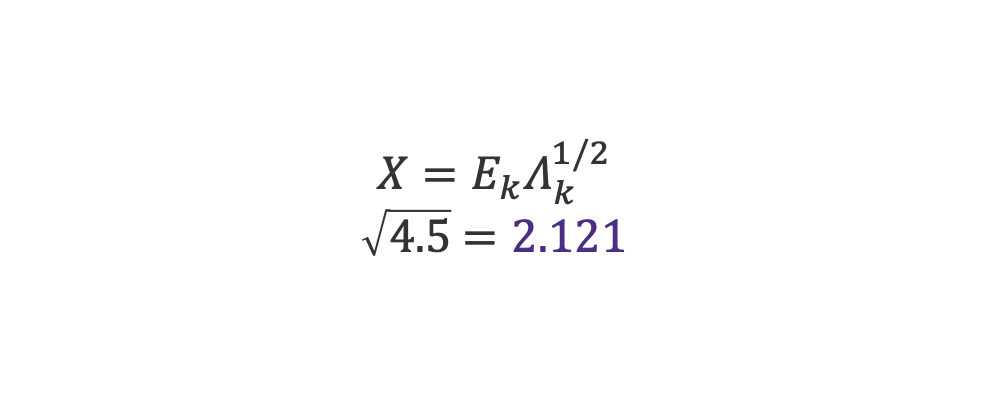 X = E_k Λ_k^{1/2}
√4.5 = 2.121